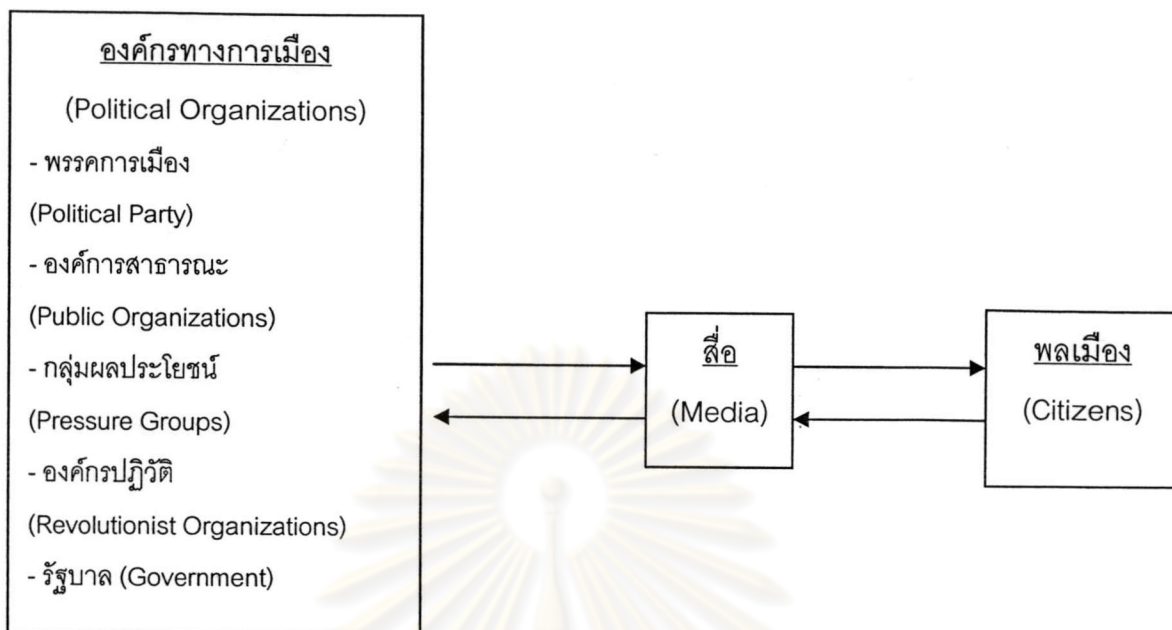 องค์กรทางการเมือง
(Political Organizations)
- พรรคการเมือง
(Political Party)
- องค์การสาธารณะ
(Public Organizations)
- กลุ่มผลประโยชน์
(Pressure Groups)
- องค์กรปฏิวัติ
(Revolutionist Organizations)
- รัฐบาล (Government)
สื่อ
(Media)
พลเมือง
(Citizens)